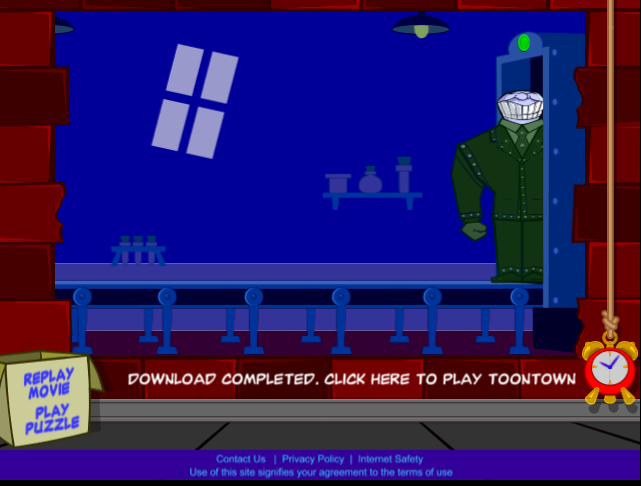 REPLAY
MOVIE
PLAY
PUZZLE
DOWNLOAD COMPLETED. CLICK HERE TO PLAY TOONTOWN
Contact Us | Privacy Policy | Internet Safety
Use of this site signifies your agreement to the terms of use